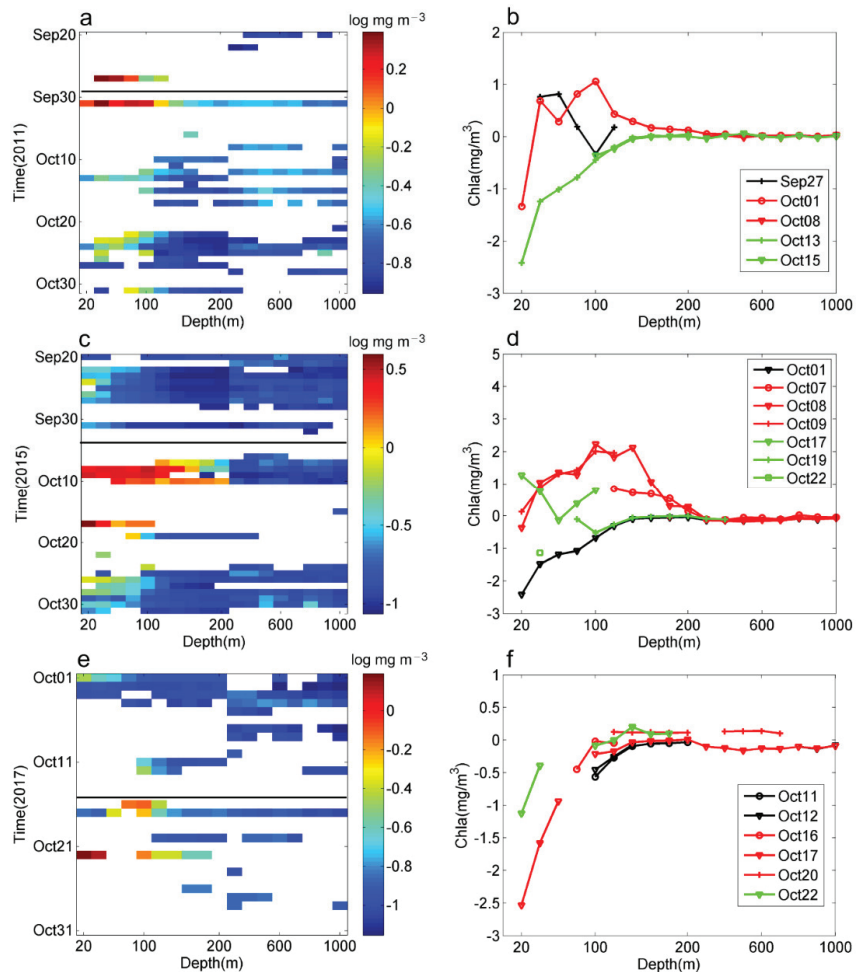 a
log mg m−3
Time(2011)
Sep20
Sep30
Oct10
Oct20
Oct30
20 100 200 600 1000
Depth(m)
0.2
0
-0.2
-0.4
-0.6
-0.8
b
Chla(mg/m3)
2
1
0
-1
-2
-3
20 100 200 600 1000
Depth(m)
Sep27
Oct01
Oct08
Oct13
Oct15
c
log mg m−3
Time(2015)
Sep20
Sep30
Oct10
Oct20
Oct30
20 100 200 600 1000
Depth(m)
0.5
0
-0.5
-1
d
Chla(mg/m3)
5
4
3
2
1
0
-1
-2
-3
20 100 200 600 1000
Depth(m)
Oct01
Oct07
Oct08
Oct09
Oct17
Oct19
Oct22
e
log mg m−3
Time(2017)
Oct01
Oct11
Oct21
Oct31
20 100 200 600 1000
Depth(m)
0
-0.2
-0.4
-0.6
-0.8
-1
f
Chla(mg/m3)
1
0.5
0
-0.5
-1
-1.5
-2
-2.5
-3
20 100 200 600 1000
Depth(m)
Oct11
Oct12
Oct16
Oct17
Oct20
Oct22